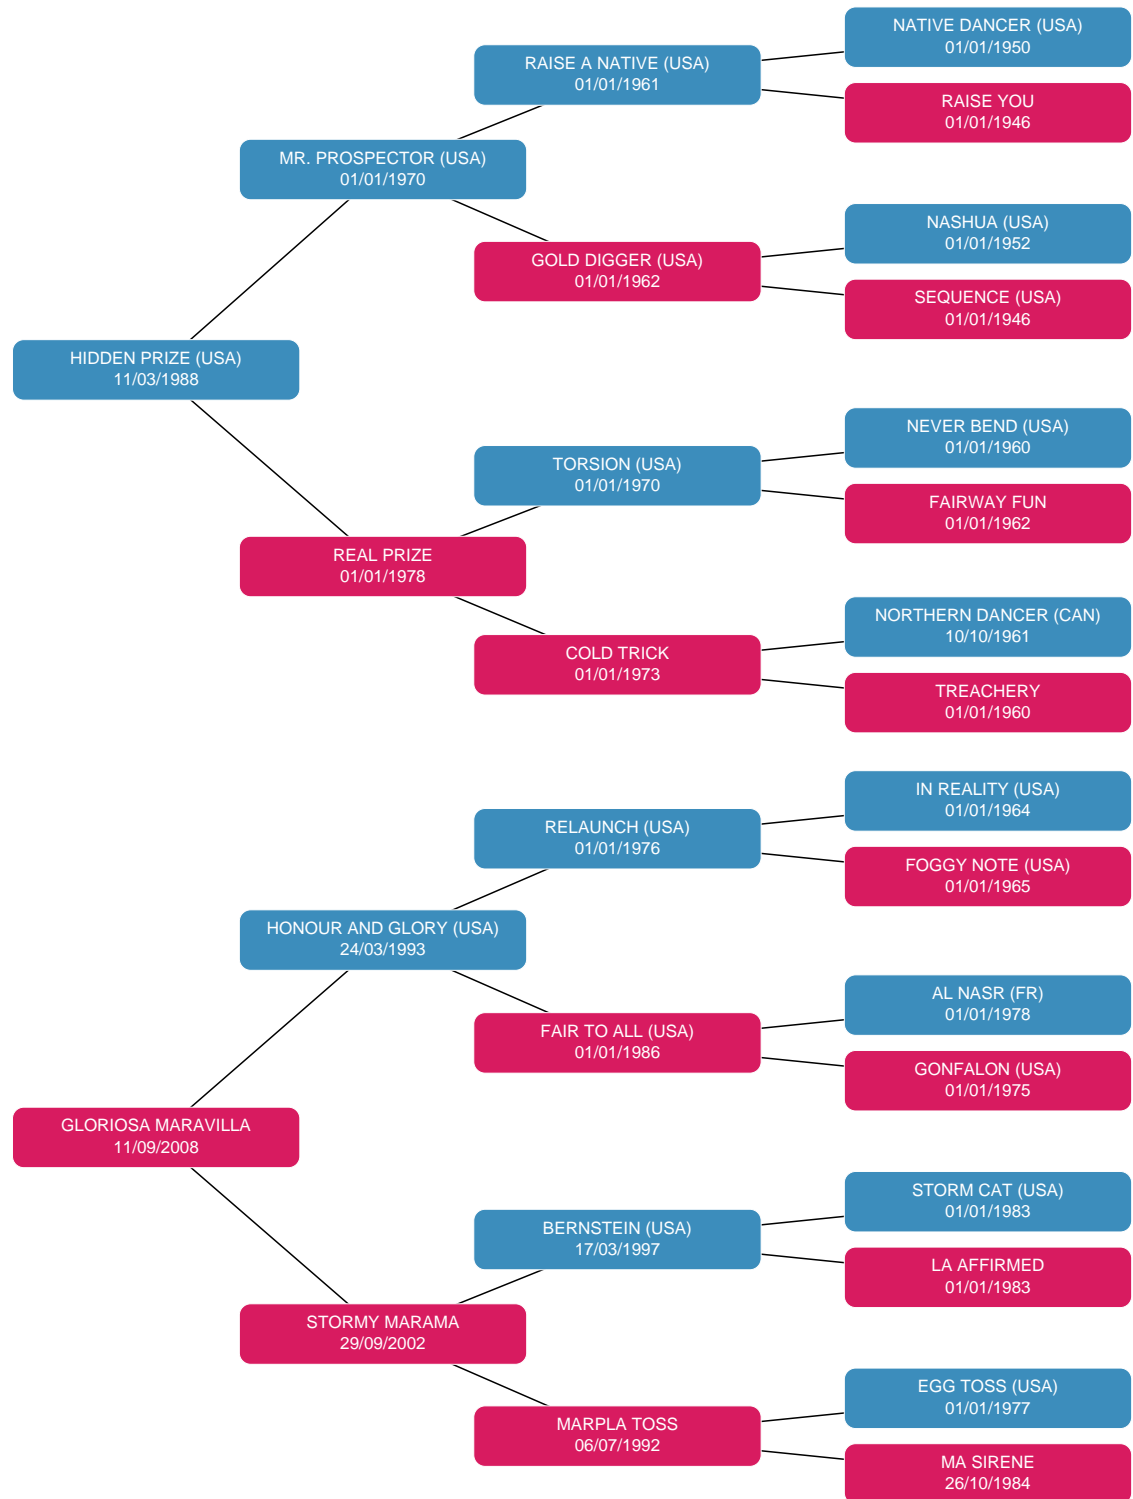 NATIVE DANCER (USA)
01/01/1950
RAISE A NATIVE (USA)
01/01/1961
RAISE YOU
01/01/1946
MR. PROSPECTOR (USA)
01/01/1970
NASHUA (USA)
01/01/1952
GOLD DIGGER (USA)
01/01/1962
SEQUENCE (USA)
01/01/1946
HIDDEN PRIZE (USA)
11/03/1988
NEVER BEND (USA)
01/01/1960
TORSION (USA)
01/01/1970
FAIRWAY FUN
01/01/1962
REAL PRIZE
01/01/1978
NORTHERN DANCER (CAN)
10/10/1961
COLD TRICK
01/01/1973
TREACHERY
01/01/1960
IN REALITY (USA)
01/01/1964
RELAUNCH (USA)
01/01/1976
FOGGY NOTE (USA)
01/01/1965
HONOUR AND GLORY (USA)
24/03/1993
AL NASR (FR)
01/01/1978
FAIR TO ALL (USA)
01/01/1986
GONFALON (USA)
01/01/1975
GLORIOSA MARAVILLA
11/09/2008
STORM CAT (USA)
01/01/1983
BERNSTEIN (USA)
17/03/1997
LA AFFIRMED
01/01/1983
STORMY MARAMA
29/09/2002
EGG TOSS (USA)
01/01/1977
MARPLA TOSS
06/07/1992
MA SIRENE
26/10/1984